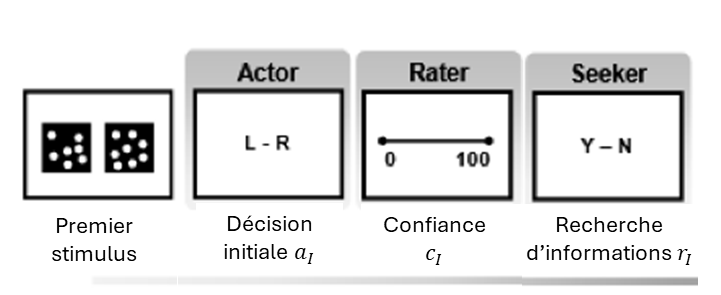 Actor
Rater
Seeker
L - R
0 100
Y – N
Premier
stimulus
Décision
initiale a_I
Confiance
c_I
Recherche
d’informations r_I